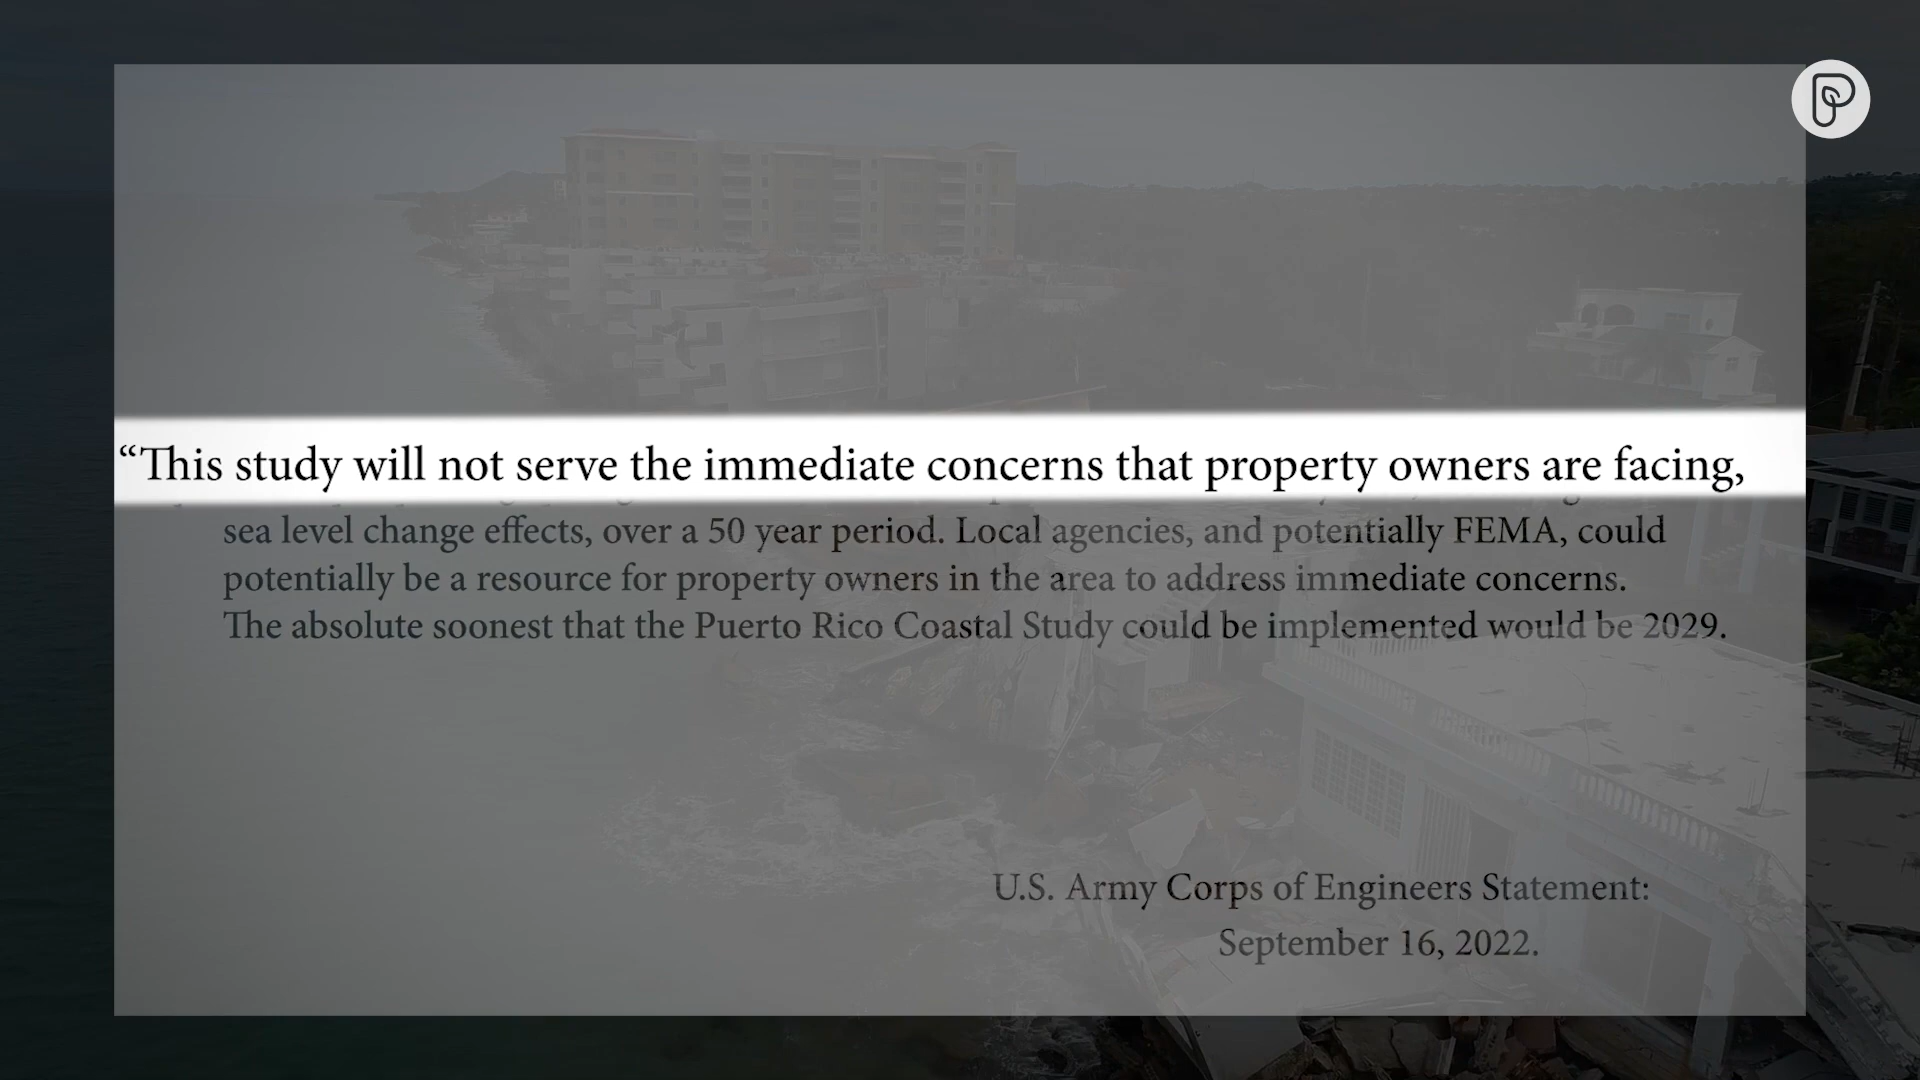 “This study will not serve the immediate concerns that property owners are facing,
sea level change effects, over a 50 year period. Local agencies, and potentially FEMA, could
potentially be a resource for property owners in the area to address immediate concerns.
The absolute soonest that the Puerto Rico Coastal Study could be implemented would be 2029.
U.S. Army Corps of Engineers Statement:
September 16, 2022.